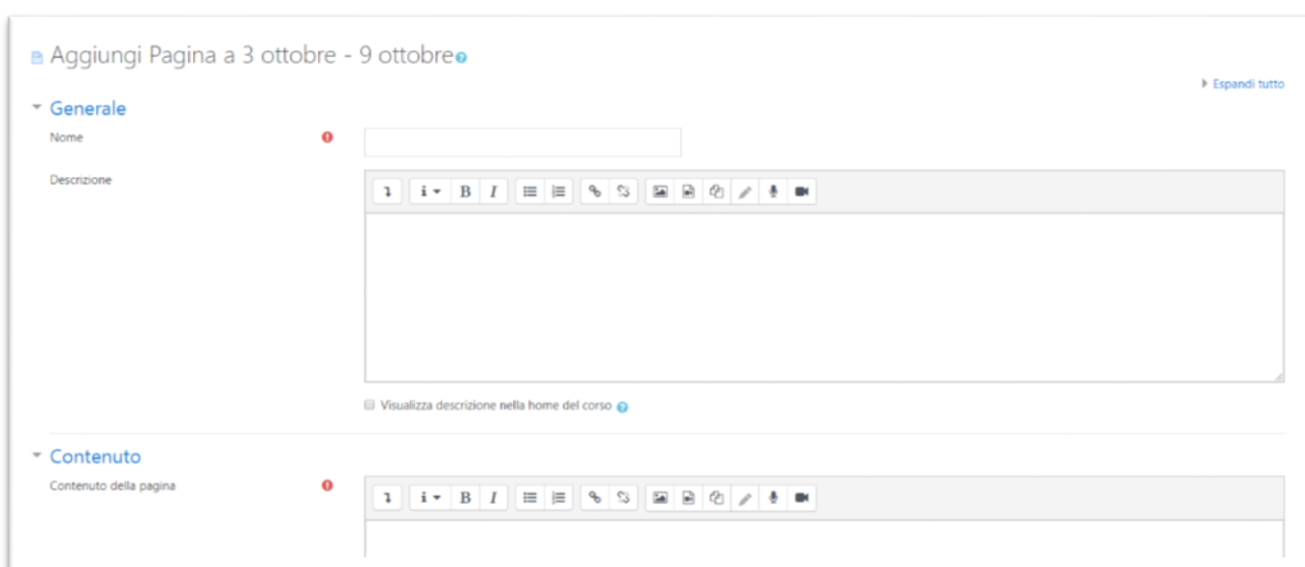 Aggiungi Pagina a 3 ottobre - 9 ottobre
Espandi tutto
Generale
Nome
Descrizione
B I
Visualizza descrizione nella home del corso
Contenuto
Contenuto della pagina
B I